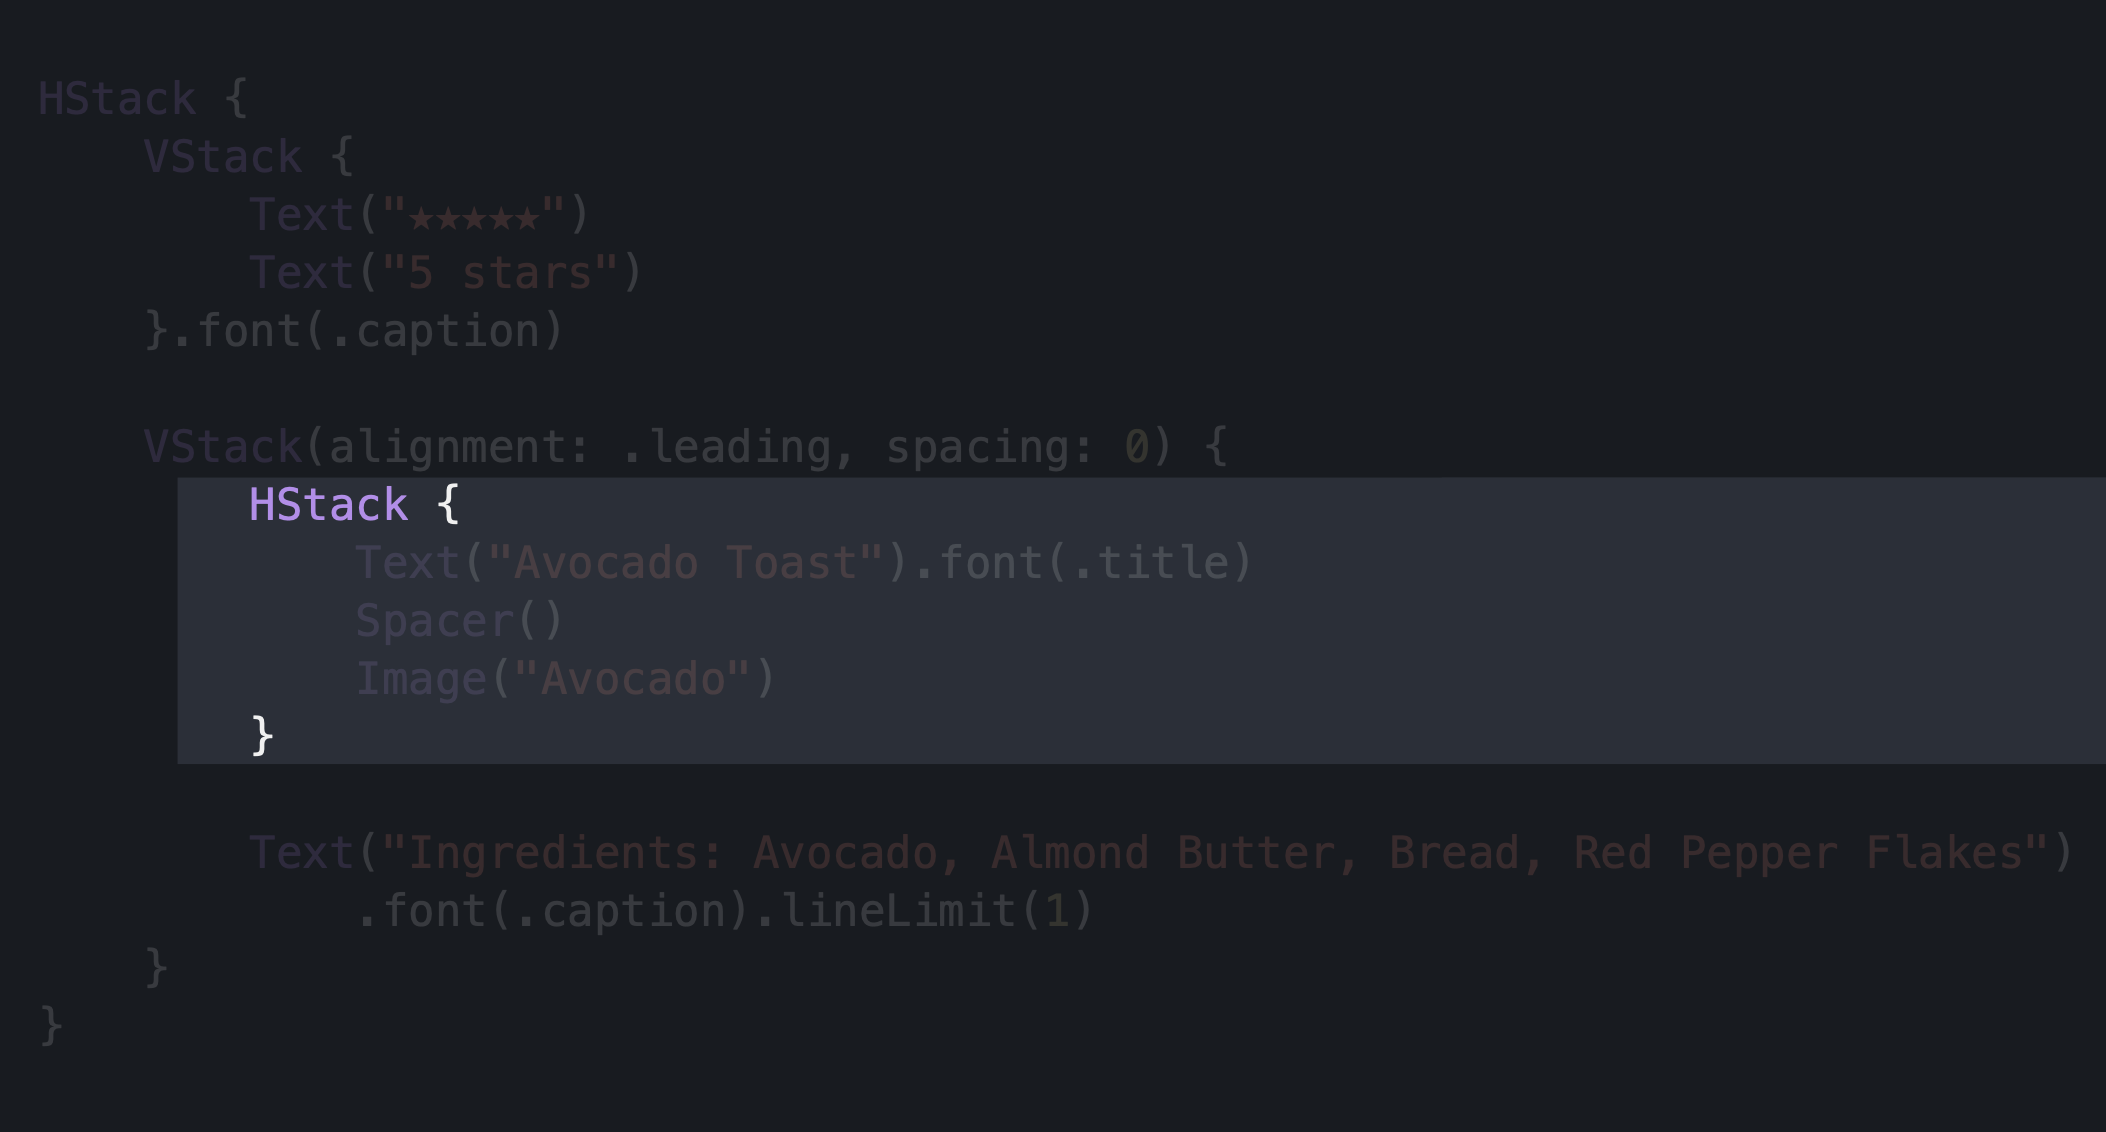 HStack {
    VStack {
        Text("★★★★★")
        Text("5 stars")
    }.font(.caption)

    VStack(alignment: .leading, spacing: 0) {
        HStack {
            Text("Avocado Toast").font(.title)
            Spacer()
            Image("Avocado")
        }

        Text("Ingredients: Avocado, Almond Butter, Bread, Red Pepper Flakes")
            .font(.caption).lineLimit(1)
    }
}